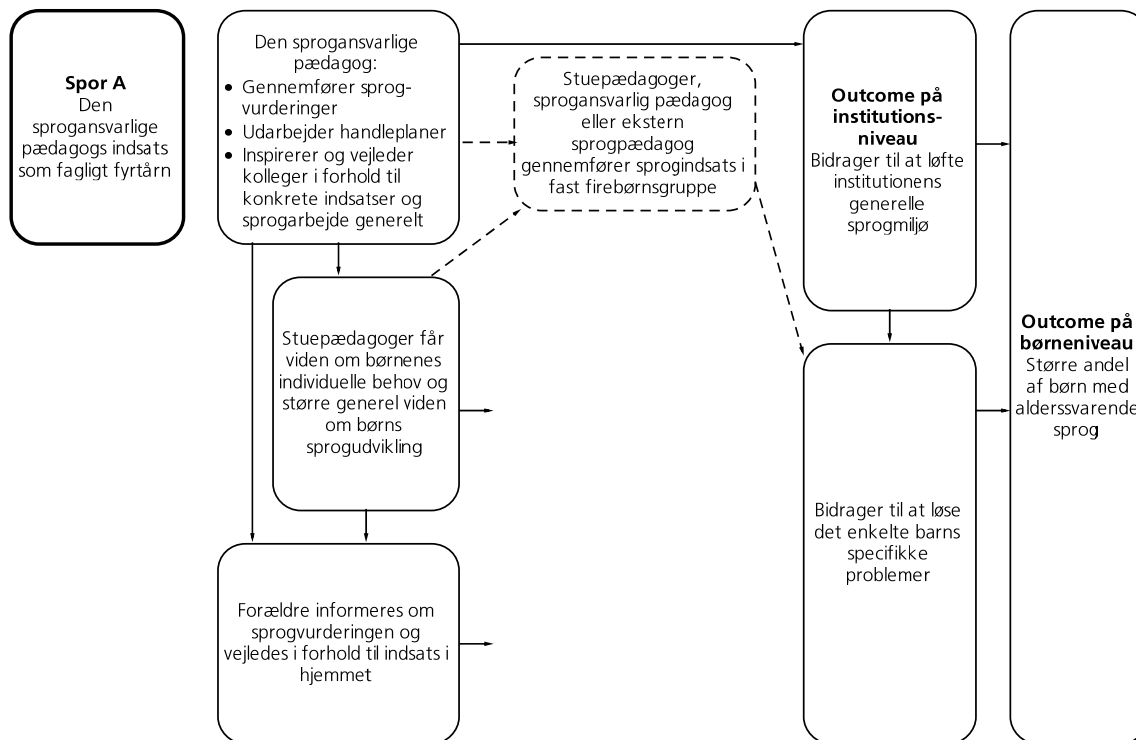 Spor A
Den
sprogansvarlige
pædagogs indsats
som fagligt fyrtårn
Den sprogansvarlige
pædagog:
• Gennemfører sprog-
vurderinger
• Udarbejder handleplaner
• Inspirerer og vejleder
kolleger i forhold til
konkrete indsatser og
sprogarbejde generelt
Stuepædagoger,
sprogansvarlig pædagog
eller ekstern
sprogpædagog
gennemfører sprogindsats i
fast firebørnsgruppe
Outcome på
institutions-
niveau
Bidrager til at løfte
institutionens
generelle
sprogmiljø
Stuepædagoger får
viden om børnenes
individuelle behov og
større generel viden
om børns
sprogudvikling
Outcome på
børneniveau
Større andel
af børn med
alderssvarende
sprog
Bidrager til at løse
det enkelte barns
specifikke
problemer
Forældre informeres om
sprogvurderingen og
vejledes i forhold til indsats i
hjemmet